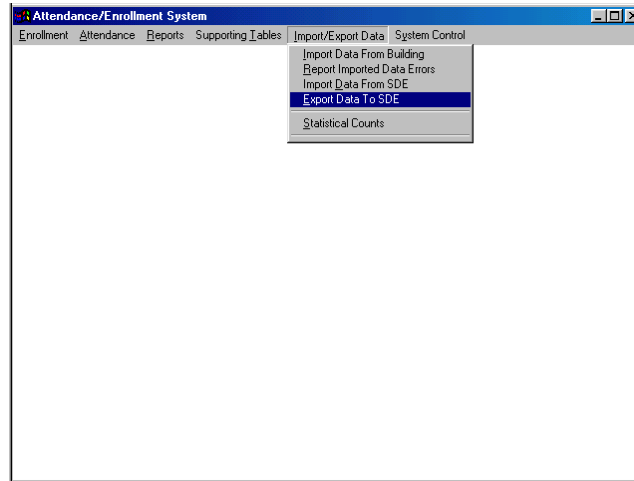 Attendance/Enrollment System
Enrollment Attendance Reports Supporting Tables Import/Export Data System Control
Import Data From Building
Report Imported Data Errors
Import Data From SDE
Export Data To SDE
Statistical Counts